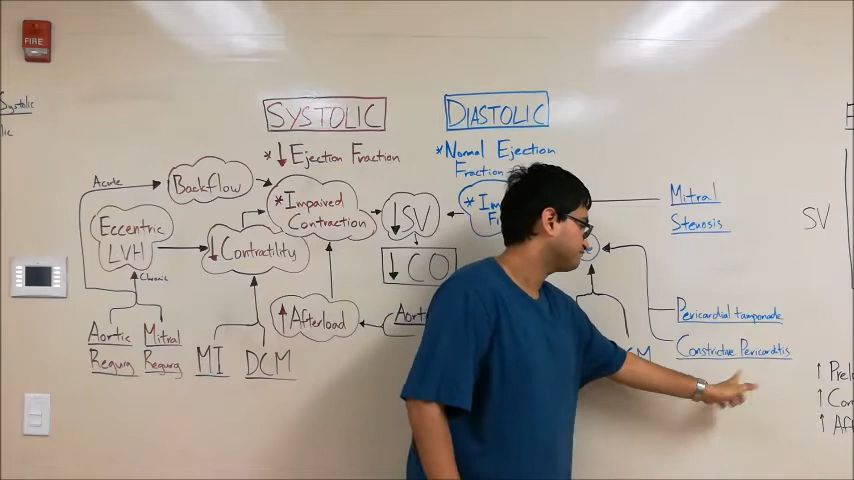 FIRE
Systolic
lic
SYSTOLIC
* ↓ Ejection Fraction
Acute
Backflow
Eccentric
LVH
Chronic
Aortic
Regurg
Mitral
Regurg
↓ Contractility
MI
DCM
* Impaired
Contraction
↑ Afterload
↓ SV
↓ CO
DIASTOLIC
* Normal Ejection
Fraction
*
Mitral
Stenosis
Pericardial tamponade
Constrictive Pericarditis
SV
↑
↑
↑